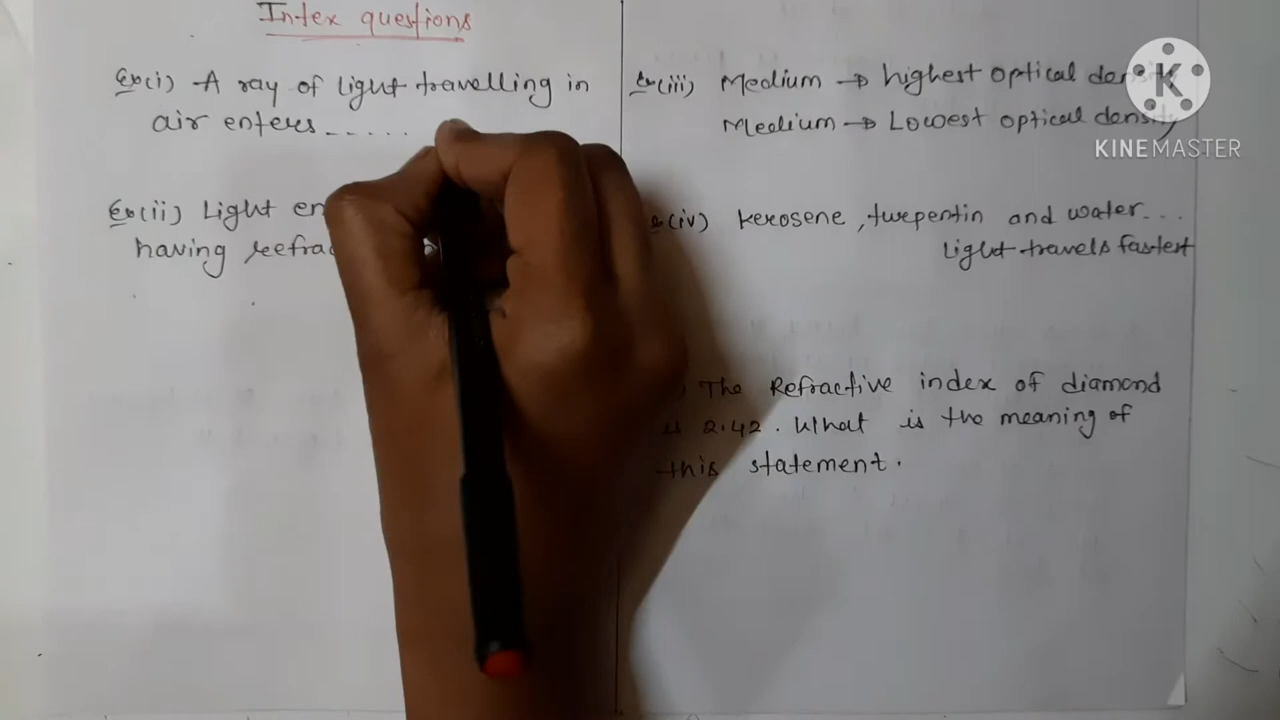 Intex questions
Ex(i) A ray of light travelling in
air enters.....
Ex(ii) Light
having
Ex(iii) Medium → highest optical
Medium → Lowest optical density
(iv) kerosene, turpentin and water...
light travels fastest
The Refractive index of diamond
is 2.42. What is the meaning of
this statement.
K
KINEMASTER